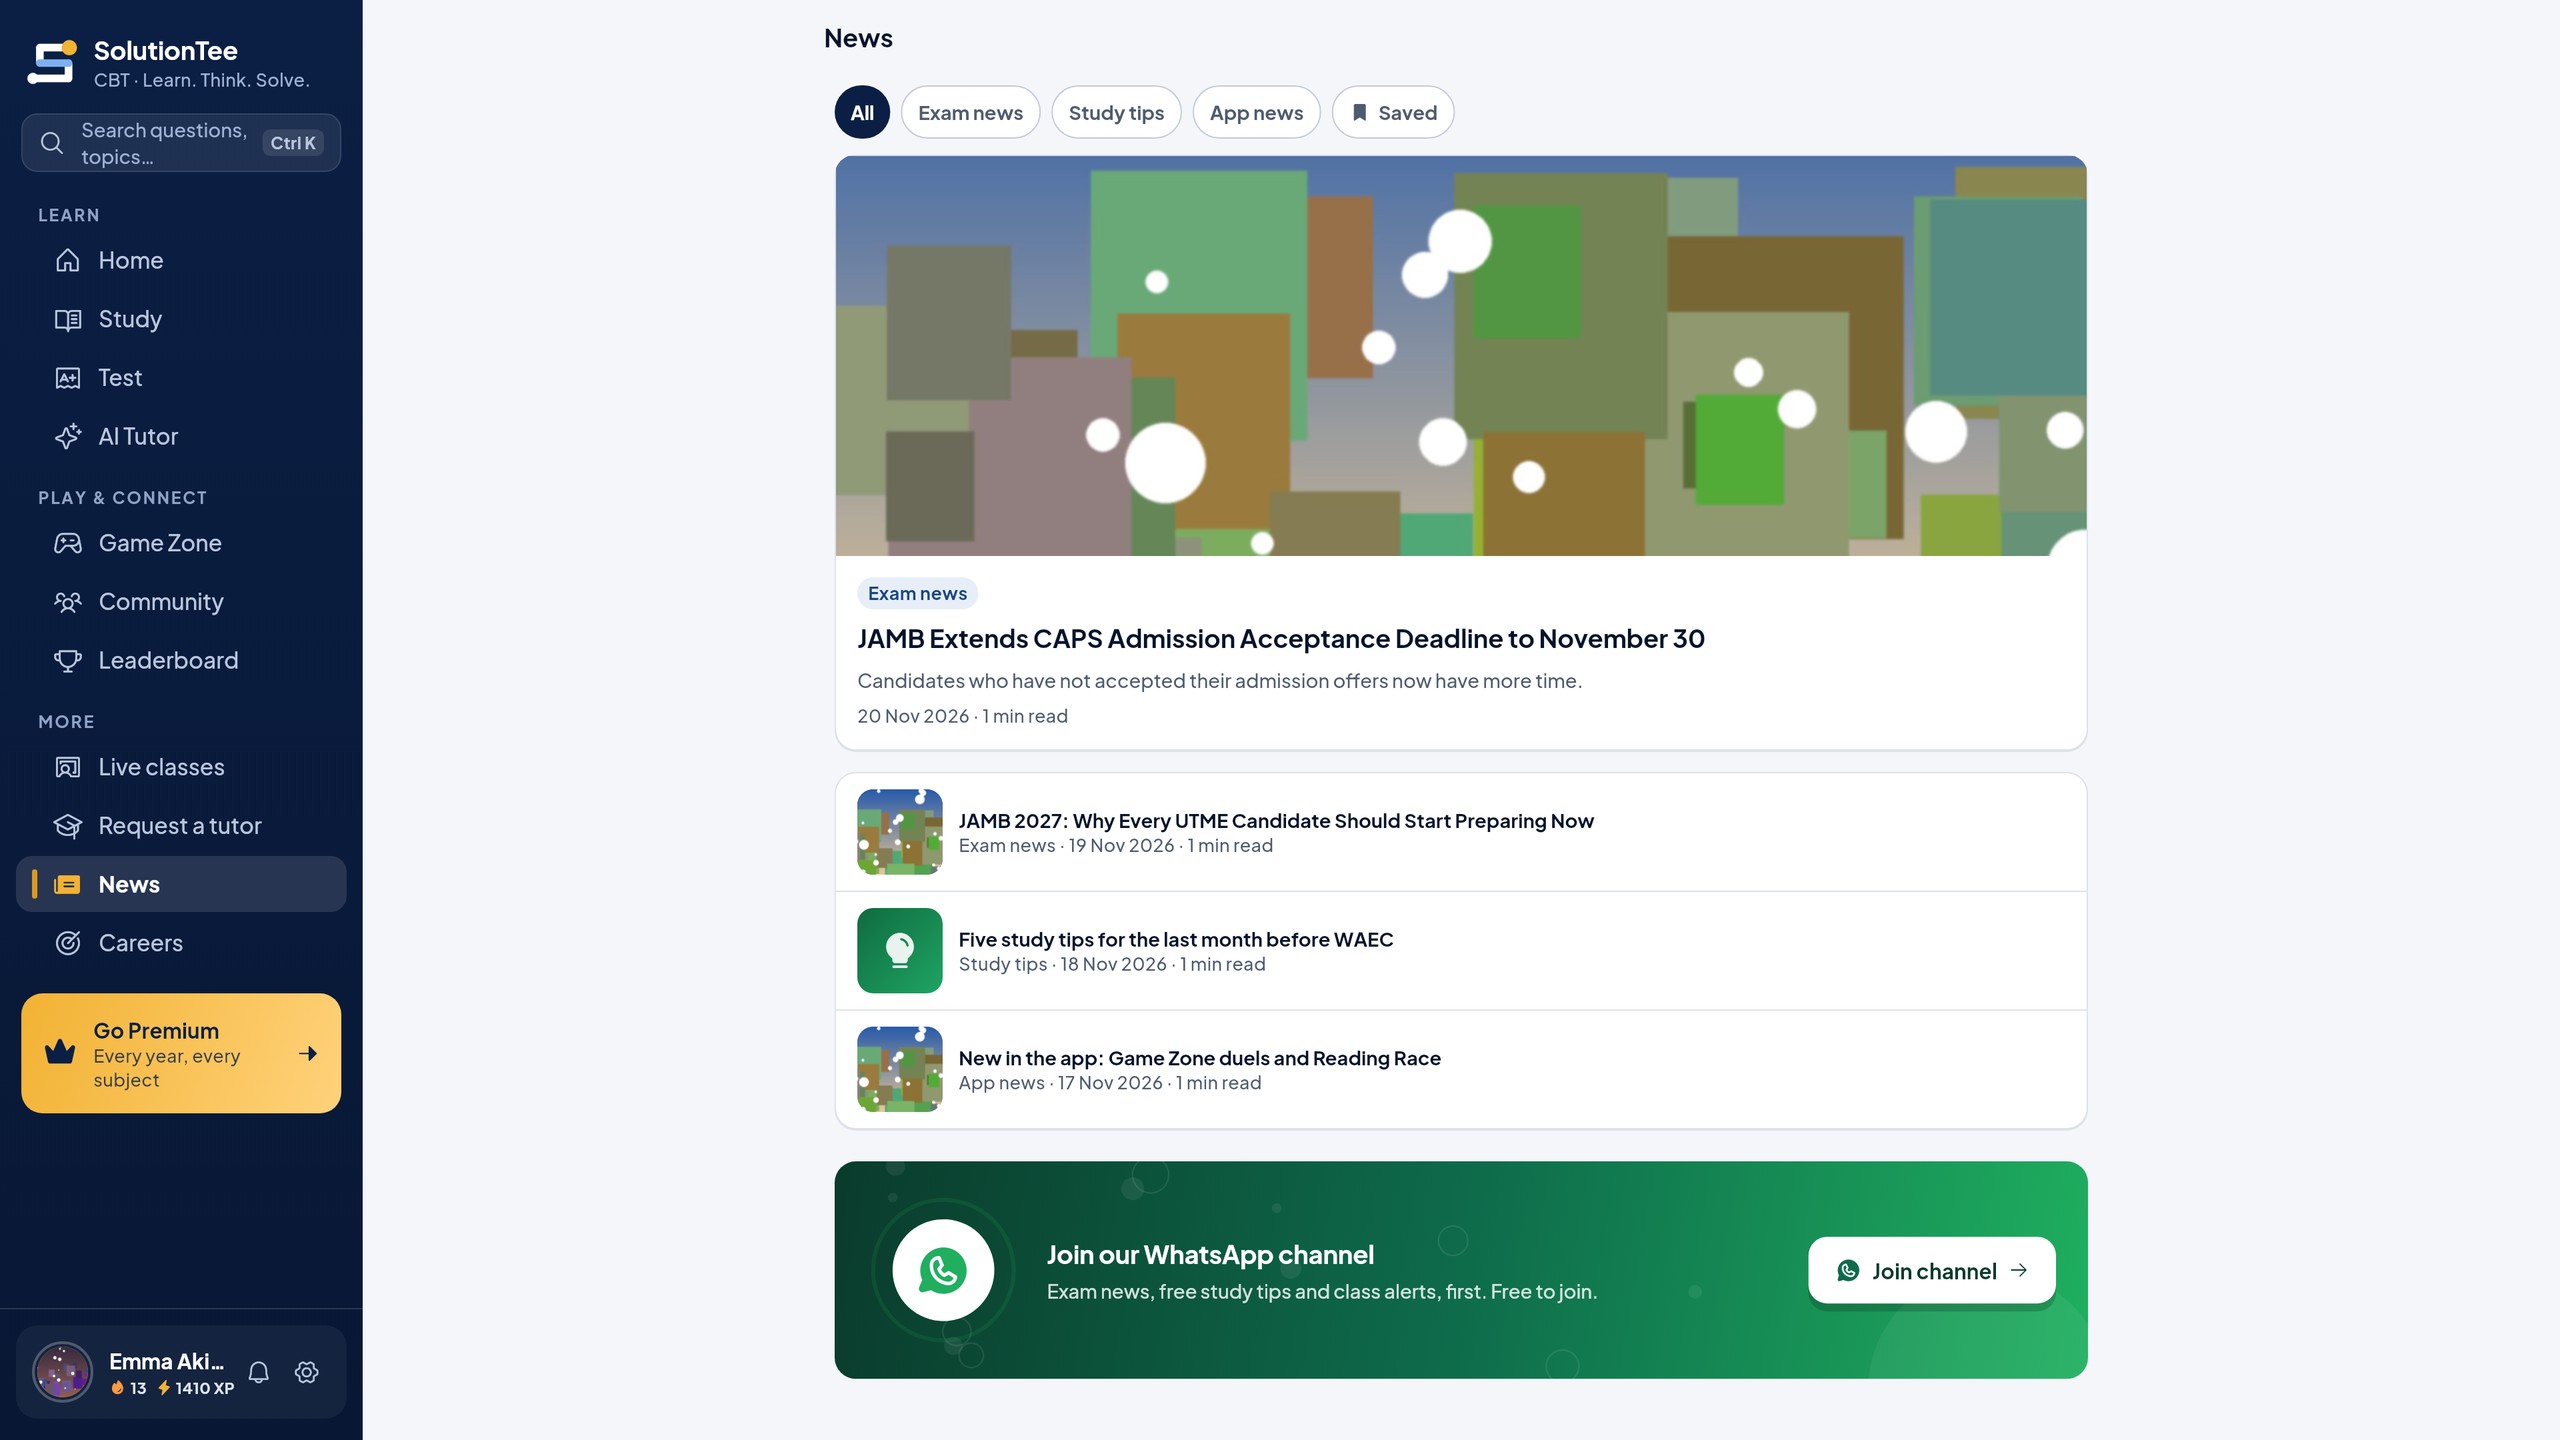 SolutionTee
CBT · Learn. Think. Solve.
Search questions,
topics...
Ctrl K
LEARN
Home
Study
Test
AI Tutor
PLAY & CONNECT
Game Zone
Community
Leaderboard
MORE
Live classes
Request a tutor
News
Careers
Go Premium
Every year, every
subject
Emma Aki...
13 1410 XP
News
All
Exam news
Study tips
App news
Saved
Exam news
JAMB Extends CAPS Admission Acceptance Deadline to November 30
Candidates who have not accepted their admission offers now have more time.
20 Nov 2026 · 1 min read
JAMB 2027: Why Every UTME Candidate Should Start Preparing Now
Exam news · 19 Nov 2026 · 1 min read
Five study tips for the last month before WAEC
Study tips · 18 Nov 2026 · 1 min read
New in the app: Game Zone duels and Reading Race
App news · 17 Nov 2026 · 1 min read
Join our WhatsApp channel
Exam news, free study tips and class alerts, first. Free to join.
Join channel